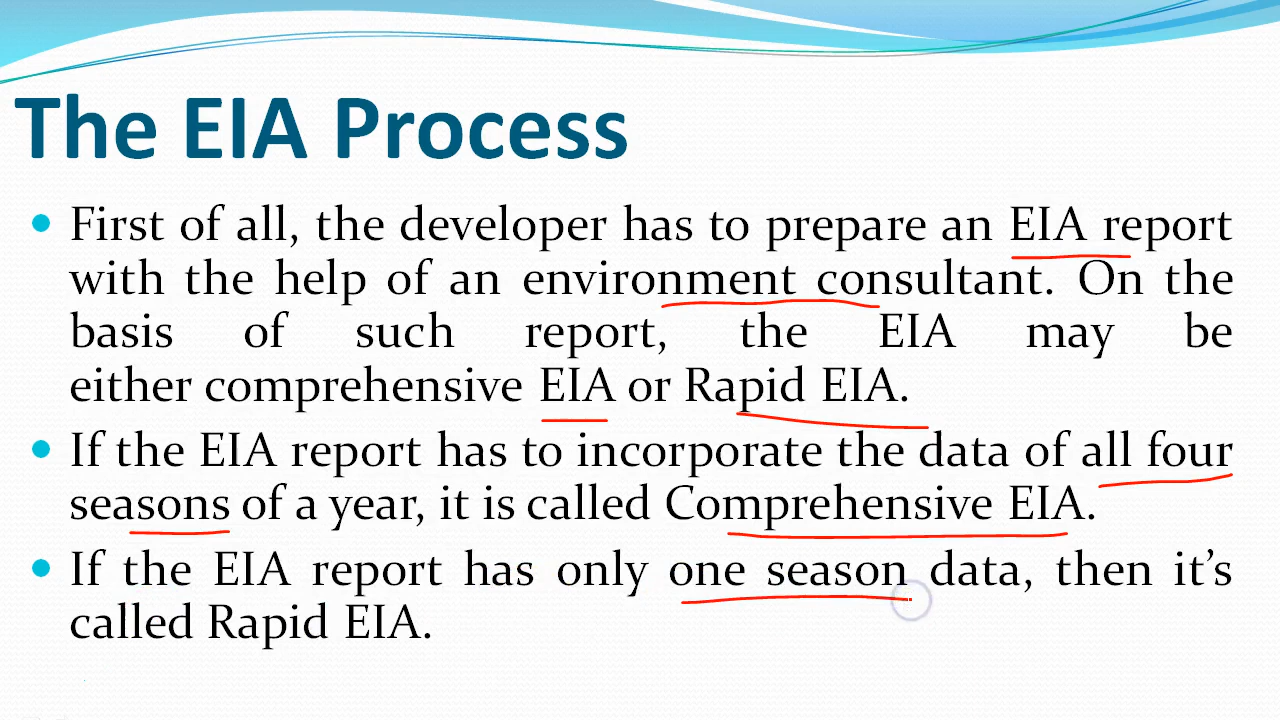 The EIA Process
First of all, the developer has to prepare an EIA report
with the help of an environment consultant. On the
basis of such report, the EIA may be
either comprehensive EIA or Rapid EIA.
If the EIA report has to incorporate the data of all four
seasons of a year, it is called Comprehensive EIA.
If the EIA report has only one season data, then it’s
called Rapid EIA.